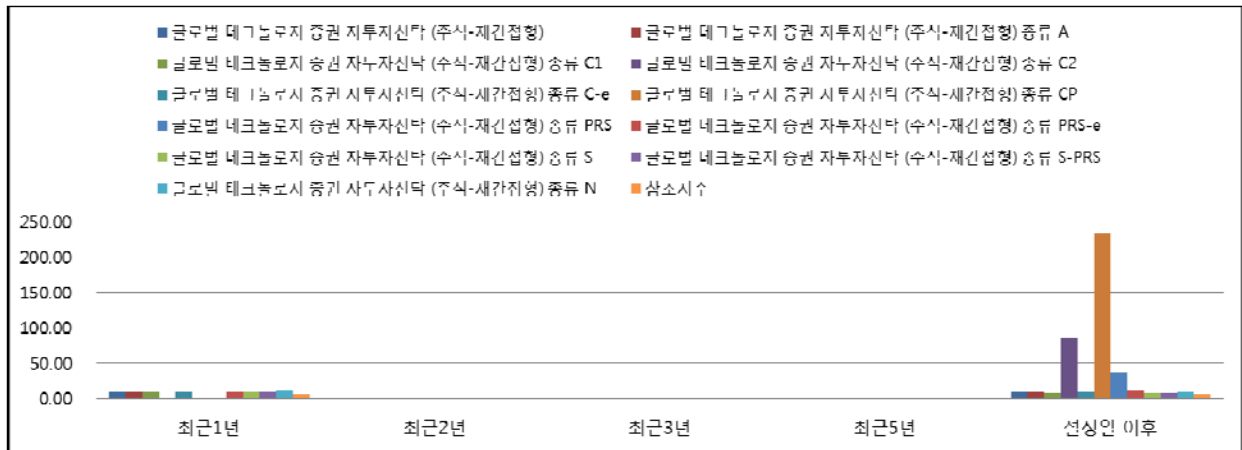 글로벌 테크놀로지 증권 자투자신탁 (주식-재간접형) 글로벌 테크놀로지 증권 자투자신탁 (주식-재간접형) 종류 A
글로벌 테크놀로지 증권 자투자신탁 (주식-재간접형) 종류 C1 글로벌 테크놀로지 증권 자투자신탁 (주식-재간접형) 종류 C2
글로벌 테크놀로지 증권 자투자신탁 (주식-재간접형) 종류 C-e 글로벌 테크놀로지 증권 자투자신탁 (주식-재간접형) 종류 CP
글로벌 테크놀로지 증권 자투자신탁 (주식-재간접형) 종류 PRS 글로벌 테크놀로지 증권 자투자신탁 (주식-재간접형) 종류 PRS-e
글로벌 테크놀로지 증권 자투자신탁 (주식-재간접형) 종류 S 글로벌 테크놀로지 증권 자투자신탁 (주식-재간접형) 종류 S-PRS
글로벌 테크놀로지 증권 자투자신탁 (주식-재간접형) 종류 N 참조지수
250.00
200.00
150.00
100.00
50.00
0.00
최근1년 최근2년 최근3년 최근5년 설정일 이후